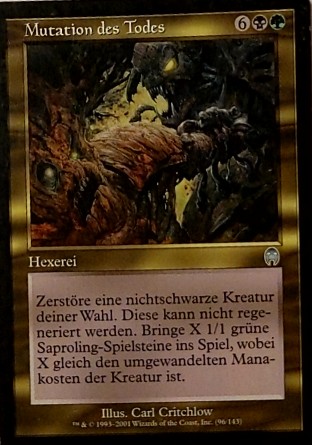 Mutation des Todes 6
Hexerei
Zerstöre eine nichtschwarze Kreatur
deiner Wahl. Diese kann nicht rege-
neriert werden. Bringe X 1/1 grüne
Saproling-Spielsteine ins Spiel, wobei
X gleich den umgewandelten Mana-
kosten der Kreatur ist.
Illus. Carl Critchlow
™ & © 1993-2001 Wizards of the Coast, Inc. (96/143)